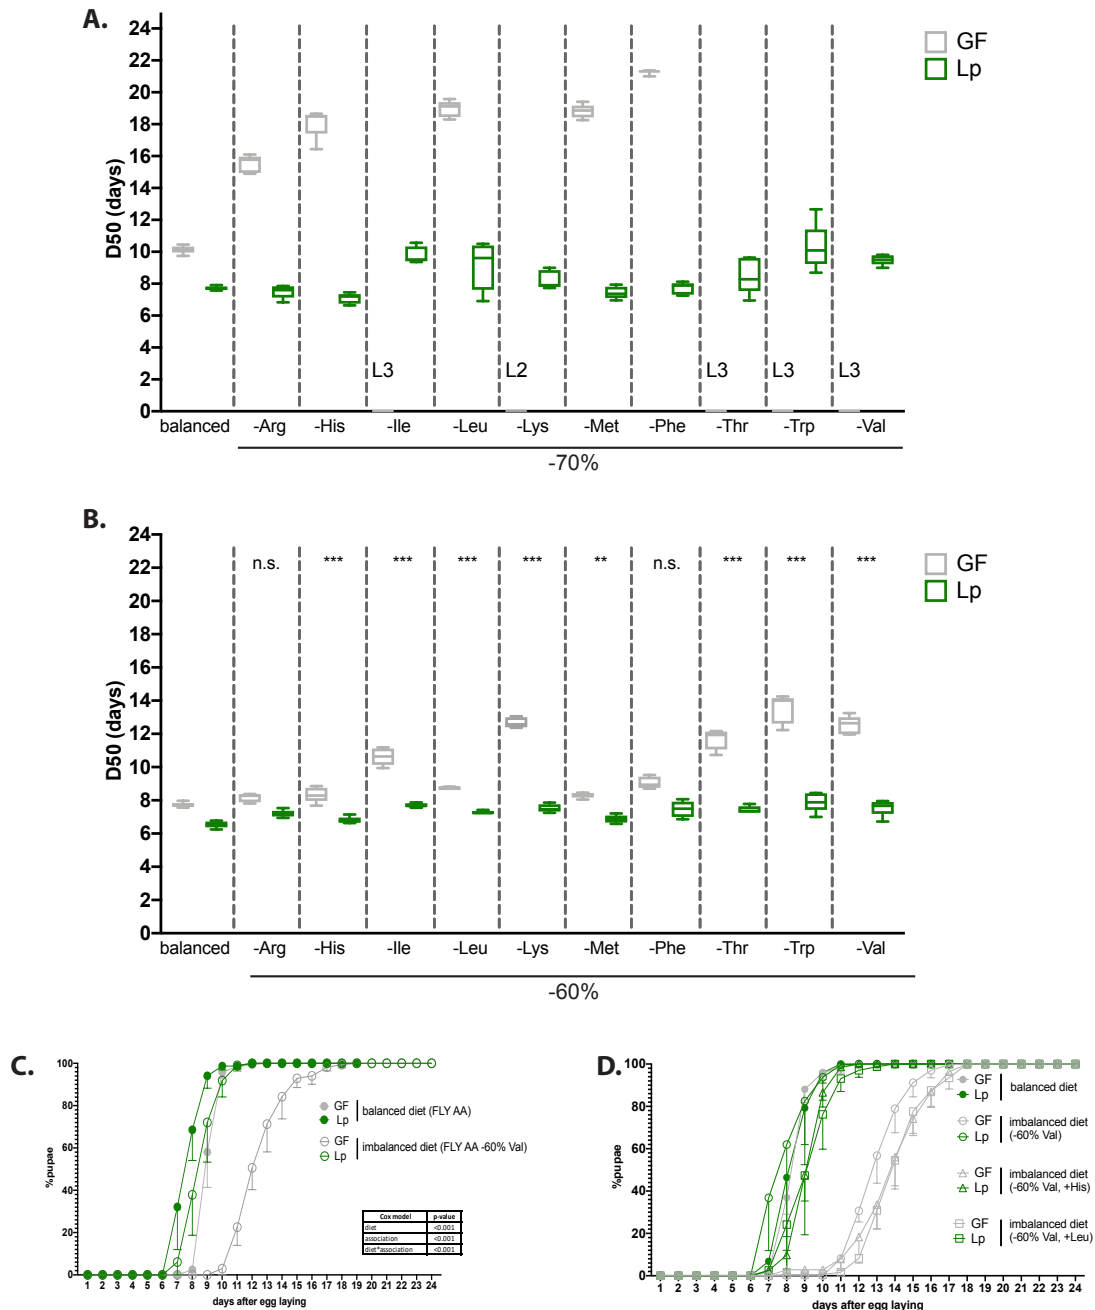 A.
GF
Lp
D50 (days)
24
22
20
18
16
14
12
10
8
6
4
2
0
L3
L2
L3
L3
L3
balanced -Arg -His -Ile -Leu -Lys -Met -Phe -Thr -Trp -Val
-70%
B.
GF
Lp
D50 (days)
24
22
20
18
16
14
12
10
8
6
4
2
0
n.s. *** *** *** *** ** n.s. *** *** ***
balanced -Arg -His -Ile -Leu -Lys -Met -Phe -Thr -Trp -Val
-60%
C.
%pupae
100
80
60
40
20
0
GF
Lp
balanced diet (FLY AA)
GF
Lp
imbalanced diet (FLY AA -60% Val)
Cox model p-value
diet <0.001
association <0.001
diet*association <0.001
1 2 3 4 5 6 7 8 9 10 11 12 13 14 15 16 17 18 19 20 21 22 23 24
days after egg laying
D.
%pupae
100
80
60
40
20
0
GF
Lp
balanced diet
GF
Lp
imbalanced diet
(-60% Val)
GF
Lp
imbalanced diet
(-60% Val, +His)
GF
Lp
imbalanced diet
(-60% Val, +Leu)
1 2 3 4 5 6 7 8 9 10 11 12 13 14 15 16 17 18 19 20 21 22 23 24
days after egg laying